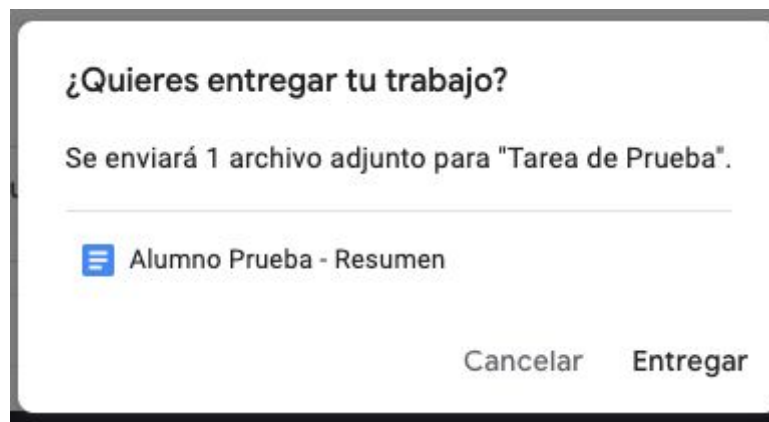 ¿Quieres entregar tu trabajo?
Se enviará 1 archivo adjunto para "Tarea de Prueba".
Alumno Prueba - Resumen
Cancelar Entregar